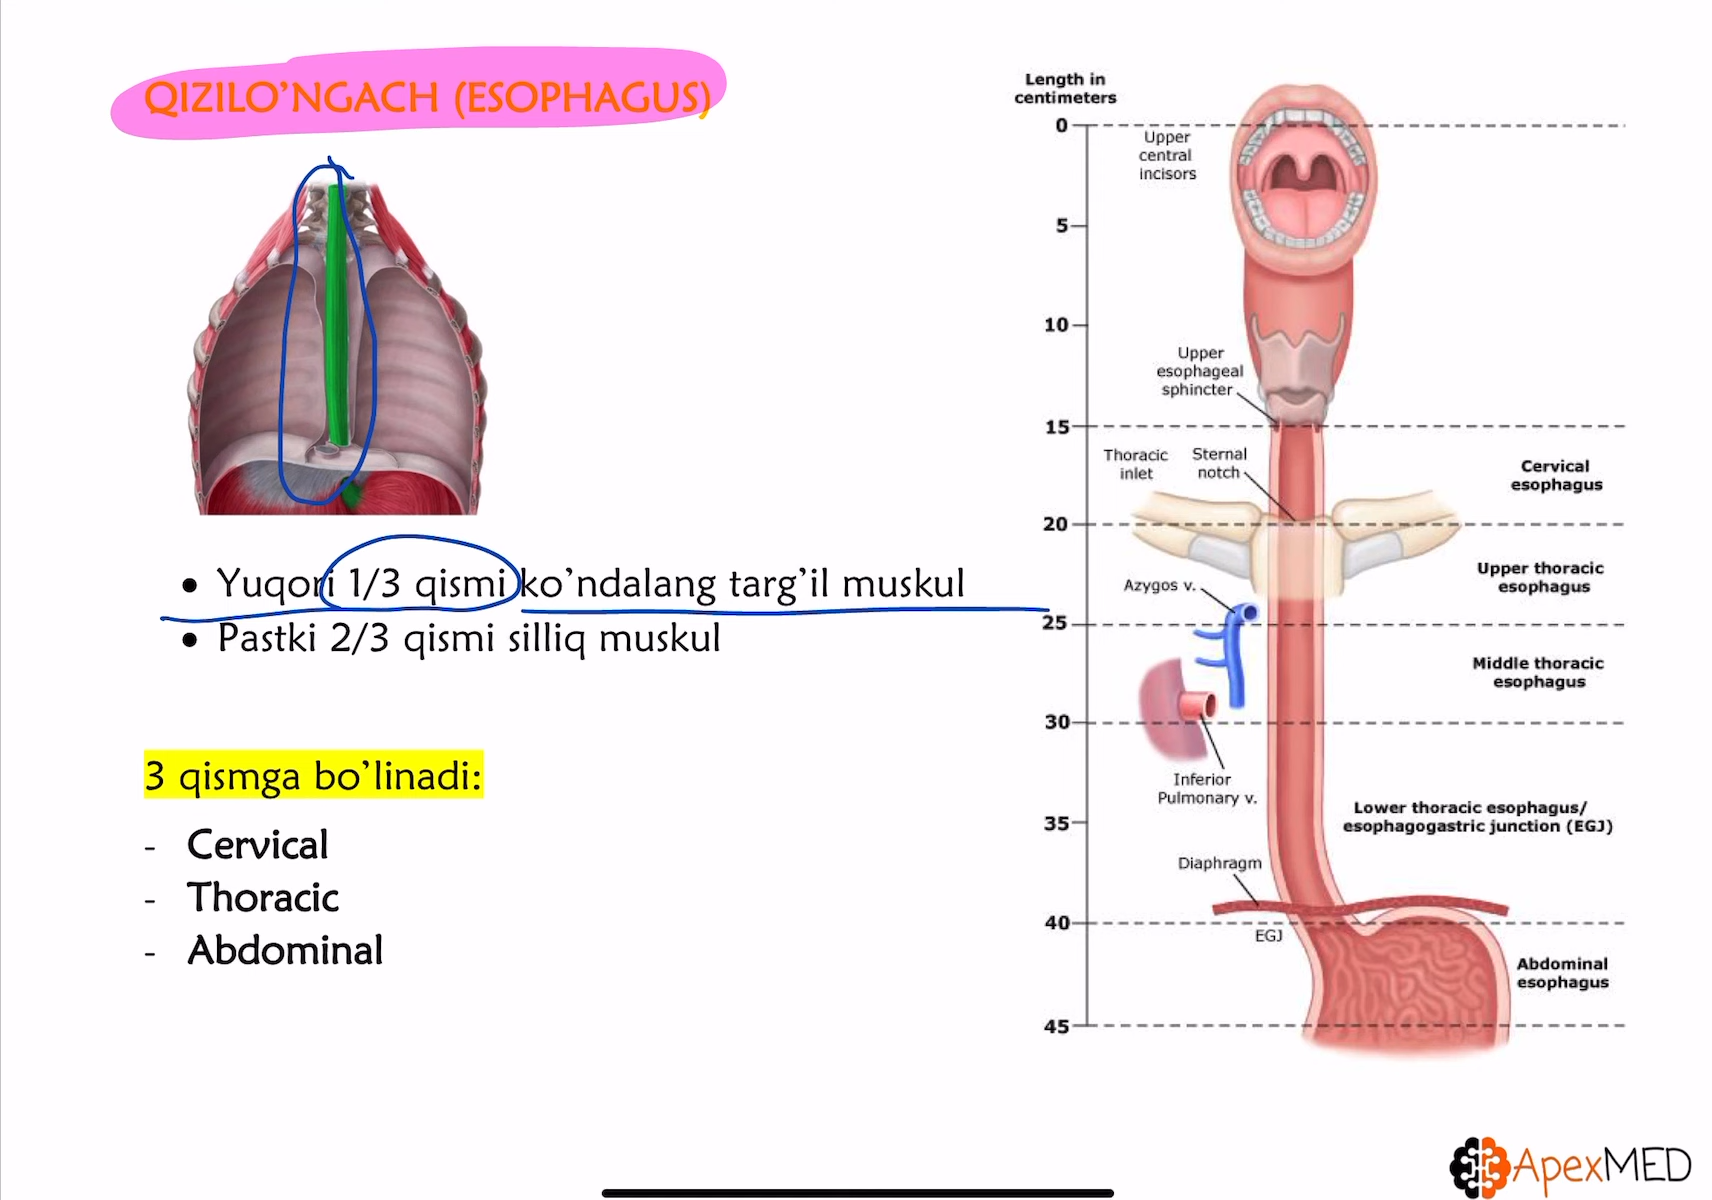 QIZILO’NGACH (ESOPHAGUS)
• Yuqori 1/3 qismi ko’ndalang targ’il muskul
• Pastki 2/3 qismi silliq muskul
3 qismga bo’linadi:
- Cervical
- Thoracic
- Abdominal
Length in
centimeters
0
Upper
central
incisors
5
10
Upper
esophageal
sphincter
15
Thoracic
inlet
Sternal
notch
Cervical
esophagus
20
Upper thoracic
esophagus
Azygos v.
25
Middle thoracic
esophagus
30
Inferior
Pulmonary v.
Lower thoracic esophagus/
esophagogastric junction (EGJ)
35
Diaphragm
40
EGJ
Abdominal
esophagus
45
ApexMED